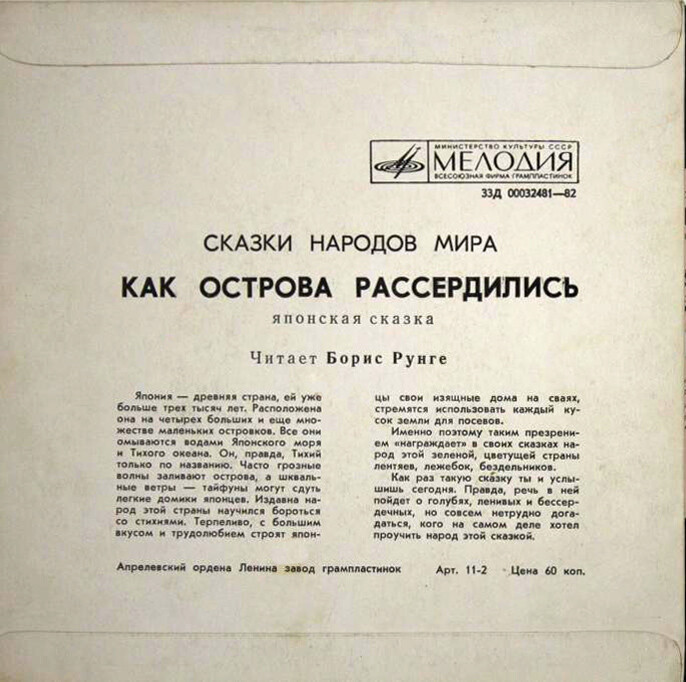 МИНИСТЕРСТВО КУЛЬТУРЫ СССР
МЕЛОДИЯ
ВСЕСОЮЗНАЯ ФИРМА ГРАМПЛАСТИНОК
33Д 00032481—82
СКАЗКИ НАРОДОВ МИРА
КАК ОСТРОВА РАССЕРДИЛИСЬ
японская сказка
Читает Борис Рунге
Япония — древняя страна, ей уже
больше трех тысяч лет. Расположена
она на четырех больших и еще мно-
жестве маленьких островков. Все они
омываются водами Японского моря
и Тихого океана. Он, правда, Тихий
только по названию. Часто грозные
волны заливают острова, а шкваль-
ные ветры — тайфуны могут сдуть
легкие домики японцев. Издавна на-
род этой страны научился бороться
со стихиями. Терпеливо, с большим
вкусом и трудолюбием строят япон-
цы свои изящные дома на сваях,
стремятся использовать каждый ку-
сок земли для посевов.
Именно поэтому таким презрени-
ем «награждает» в своих сказках на-
род этой зеленой, цветущей страны
лентяев, лежебок, бездельников.
Как раз такую сказку ты и услы-
шишь сегодня. Правда, речь в ней
пойдет о голубях, ленивых и бессер-
дечных, но совсем нетрудно дога-
даться, кого на самом деле хотел
проучить народ этой сказкой.
Апрелевский ордена Ленина завод грампластинок Арт. 11-2 Цена 60 коп.